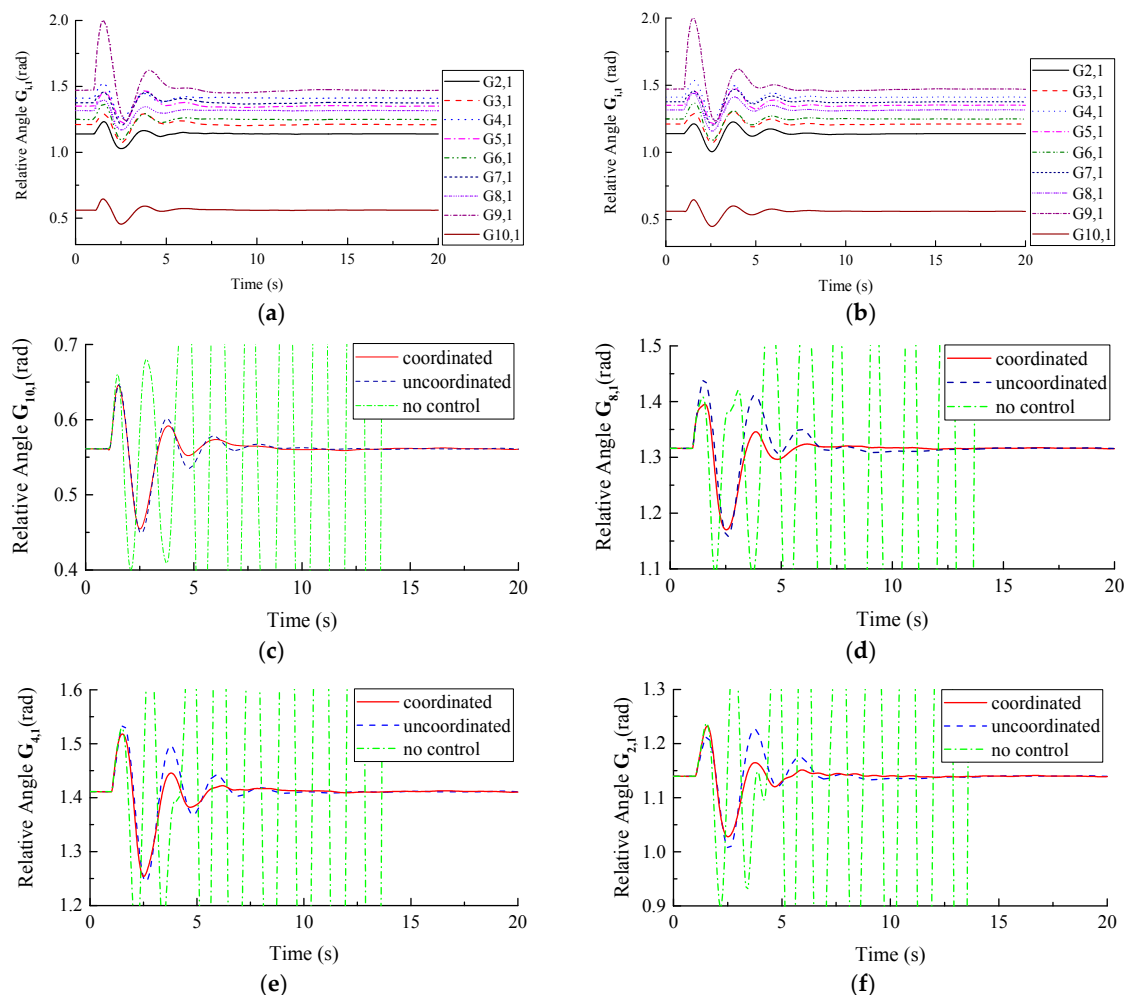 Relative Angle G i,1 (rad)
2.0
1.5
1.0
0.5
0 5 10 15 20
Time (s)
G2,1
G3,1
G4,1
G5,1
G6,1
G7,1
G8,1
G9,1
G10,1
(a)
Relative Angle G i,1 (rad)
2.0
1.5
1.0
0.5
0 5 10 15 20
Time (s)
G2,1
G3,1
G4,1
G5,1
G6,1
G7,1
G8,1
G9,1
G10,1
(b)
Relative Angle G10,1(rad)
0.7
0.6
0.5
0.4
0 5 10 15 20
Time (s)
coordinated
uncoordinated
no control
(c)
Relative Angle G8,1(rad)
1.5
1.4
1.3
1.2
1.1
0 5 10 15 20
Time (s)
coordinated
uncoordinated
no control
(d)
Relative Angle G4,1(rad)
1.6
1.5
1.4
1.3
1.2
0 5 10 15 20
Time (s)
coordinated
uncoordinated
no control
(e)
Relative Angle G2,1(rad)
1.3
1.2
1.1
1.0
0.9
0 5 10 15 20
Time (s)
coordinated
uncoordinated
no control
(f)